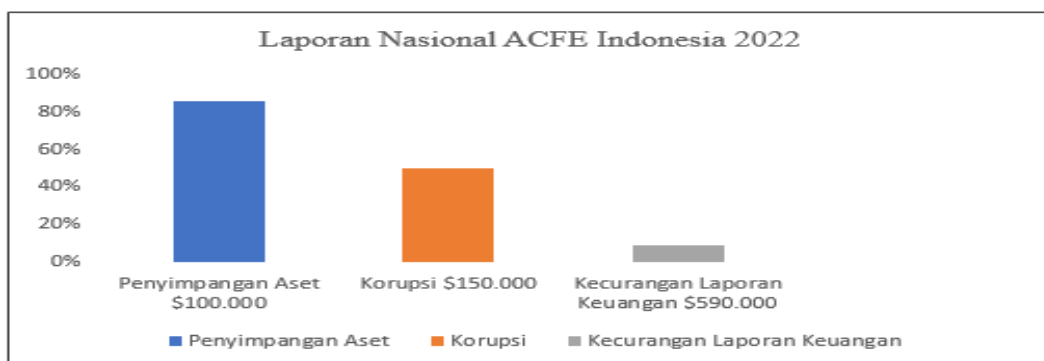 Laporan Nasional ACFE Indonesia 2022
100%
80%
60%
40%
20%
0%
Penyimpangan Aset
$100.000
Korupsi $150.000
Kecurangan Laporan
Keuangan $590.000
Penyimpangan Aset
Korupsi
Kecurangan Laporan Keuangan